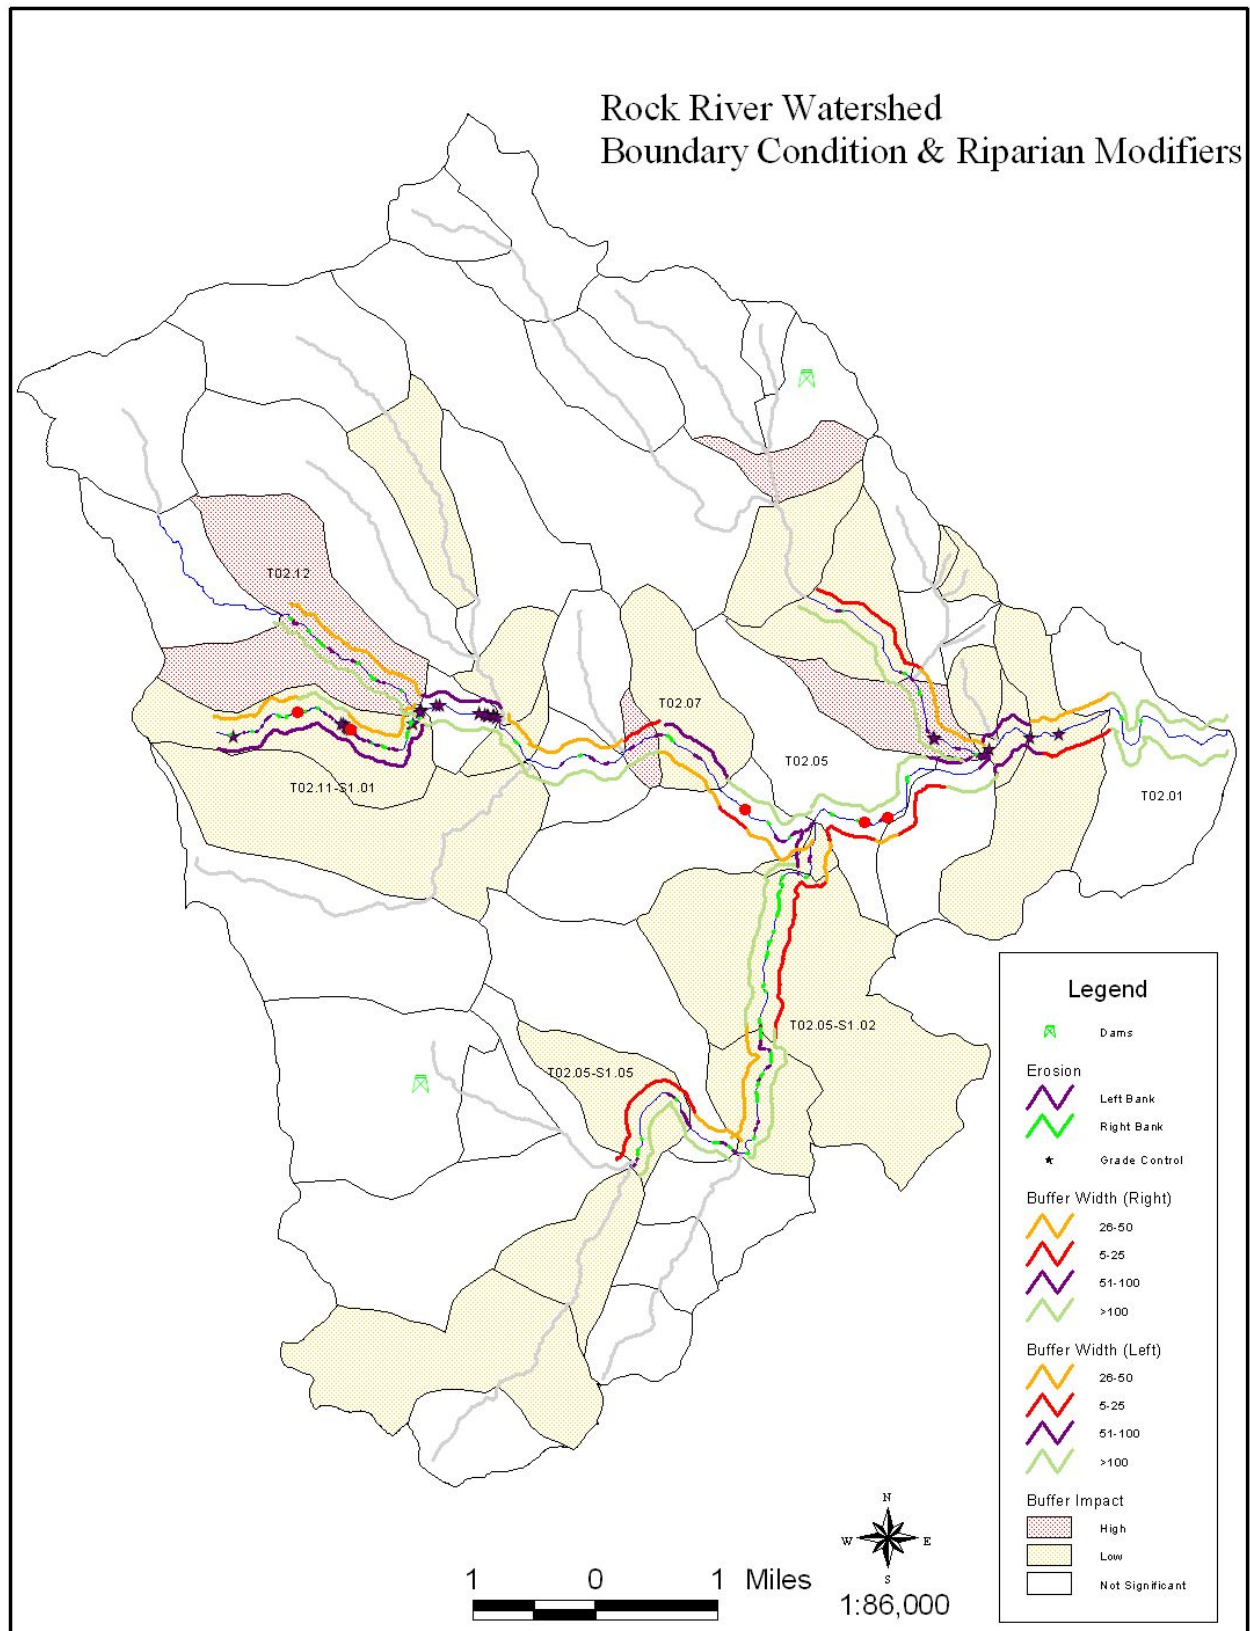 Rock River Watershed
Boundary Condition & Riparian Modifiers
T02.12
T02.07
T02.05
T02.11-S1.01
T02.01
T02.05-S1.02
T02.05-S1.05
Legend
Dams
Erosion
Left Bank
Right Bank
Grade Control
Buffer Width (Right)
26-50
5-25
51-100
>100
Buffer Width (Left)
26-50
5-25
51-100
>100
Buffer Impact
High
Low
Not Significant
N
W E
S
1 0 1 Miles
1:86,000